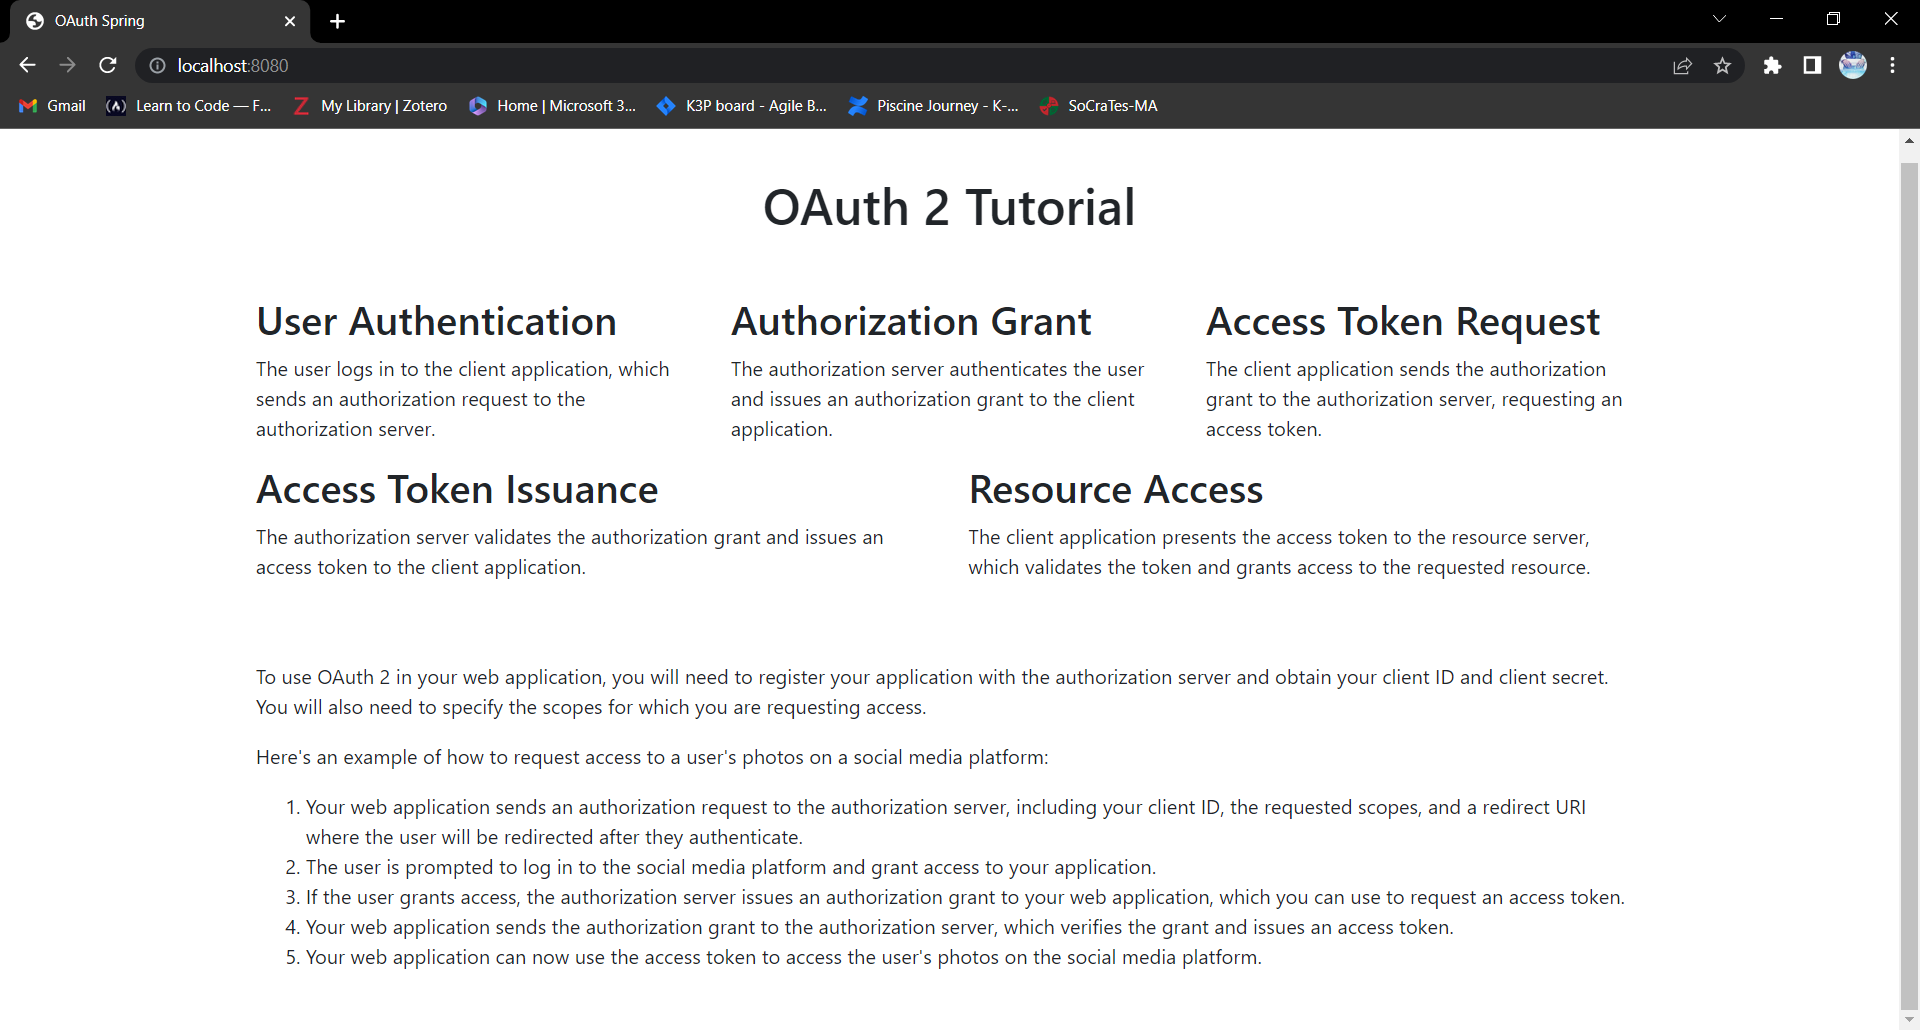 OAuth Spring
localhost:8080
Gmail
Learn to Code — F...
My Library | Zotero
Home | Microsoft 3...
K3P board - Agile B...
Piscine Journey - K-...
SoCraTes-MA
OAuth 2 Tutorial
User Authentication
The user logs in to the client application, which
sends an authorization request to the
authorization server.
Authorization Grant
The authorization server authenticates the user
and issues an authorization grant to the client
application.
Access Token Request
The client application sends the authorization
grant to the authorization server, requesting an
access token.
Access Token Issuance
The authorization server validates the authorization grant and issues an
access token to the client application.
Resource Access
The client application presents the access token to the resource server,
which validates the token and grants access to the requested resource.
To use OAuth 2 in your web application, you will need to register your application with the authorization server and obtain your client ID and client secret.
You will also need to specify the scopes for which you are requesting access.
Here's an example of how to request access to a user's photos on a social media platform:
1. Your web application sends an authorization request to the authorization server, including your client ID, the requested scopes, and a redirect URI
where the user will be redirected after they authenticate.
2. The user is prompted to log in to the social media platform and grant access to your application.
3. If the user grants access, the authorization server issues an authorization grant to your web application, which you can use to request an access token.
4. Your web application sends the authorization grant to the authorization server, which verifies the grant and issues an access token.
5. Your web application can now use the access token to access the user's photos on the social media platform.